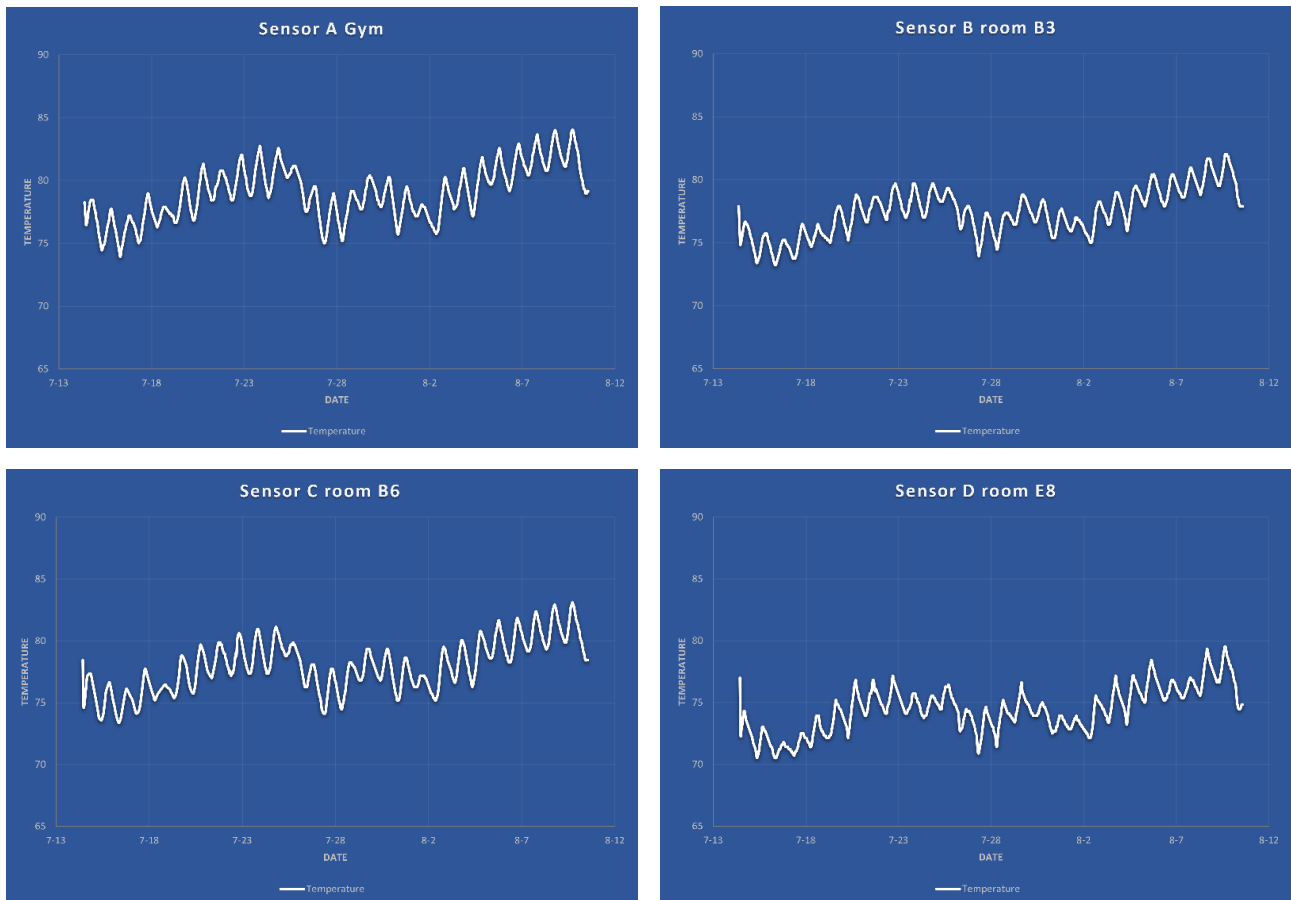 Sensor A Gym
90
85
80
75
70
65
TEMPERATURE
7-13 7-18 7-23 7-28 8-2 8-7 8-12
DATE
Temperature
Sensor B room B3
90
85
80
75
70
65
TEMPERATURE
7-13 7-18 7-23 7-28 8-2 8-7 8-12
DATE
Temperature
Sensor C room B6
90
85
80
75
70
65
TEMPERATURE
7-13 7-18 7-23 7-28 8-2 8-7 8-12
DATE
Temperature
Sensor D room E8
90
85
80
75
70
65
TEMPERATURE
7-13 7-18 7-23 7-28 8-2 8-7 8-12
DATE
Temperature